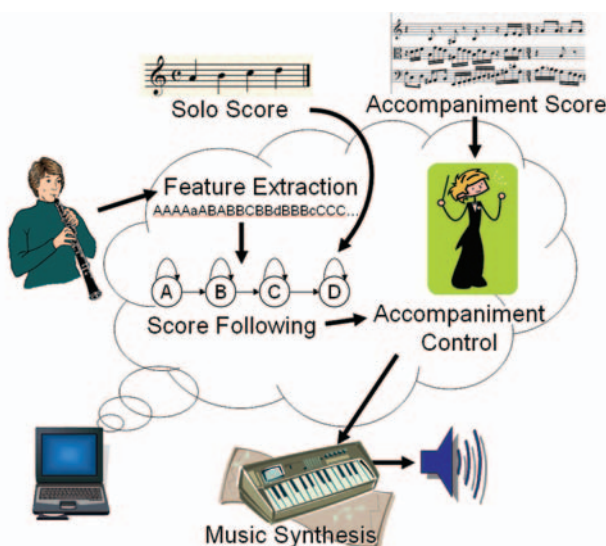 Solo Score
Accompaniment Score
Feature Extraction
AAAAaABABBCBBdBBBcCCC...
A B C D
Score Following
Accompaniment
Control
Music Synthesis